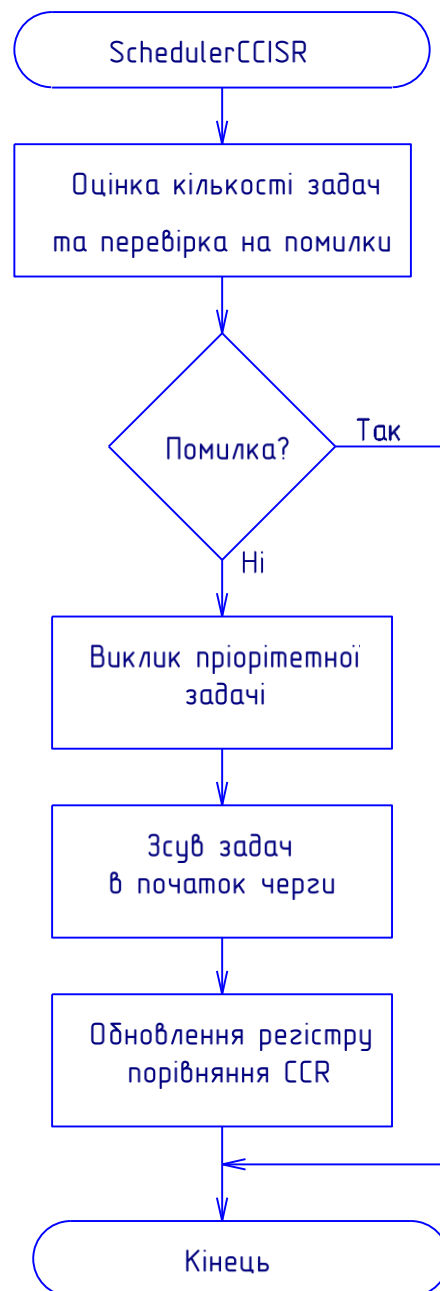 SchedulerCCISR
Оцінка кількості задач
та перевірка на помилки
Помилка?
Так
Ні
Виклик пріорітетної
задачі
Зсув задач
в початок черги
Обновлення регістру
порівняння CCR
Кінець